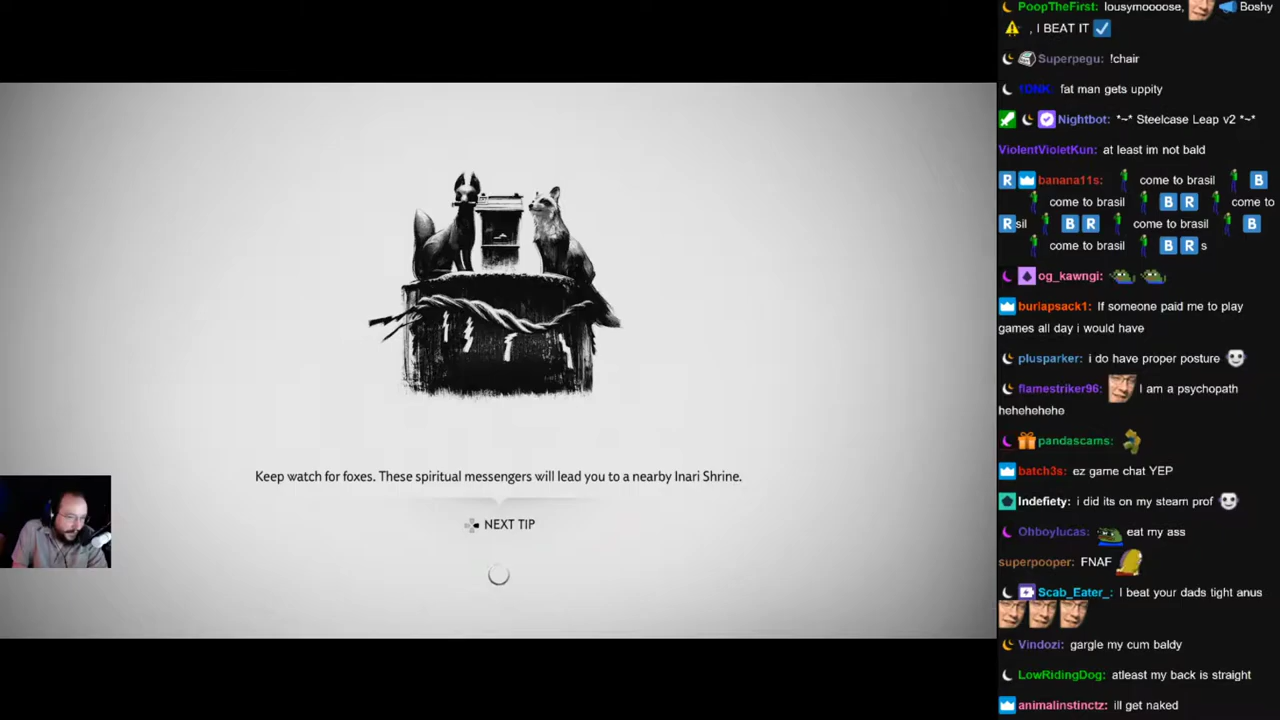 Keep watch for foxes. These spiritual messengers will lead you to a nearby Inari Shrine.
NEXT TIP
PoopTheFirst: lousymoooose, Boshy
, I BEAT IT
Superpegu: !chair
fat man gets uppity
Nightbot: *~* Steelcase Leap v2 *~*
ViolentVioletKun: at least im not bald
R banana11s: come to brasil B
come to brasil B R come to
R sil B R come to brasil B
come to brasil B R s
og_kawngi:
burlapsack1: If someone paid me to play
games all day i would have
plusparker: i do have proper posture
flamestriker96: I am a psychopath
hehehehehe
pandascams:
batch3s: ez game chat YEP
Indefiety: i did its on my steam prof
Ohboylucas: eat my ass
superpooper: FNAF
Scab_Eater_: I beat your dads tight anus
Vindozi: gargle my cum baldy
LowRidingDog: atleast my back is straight
animalinstinctz: ill get naked